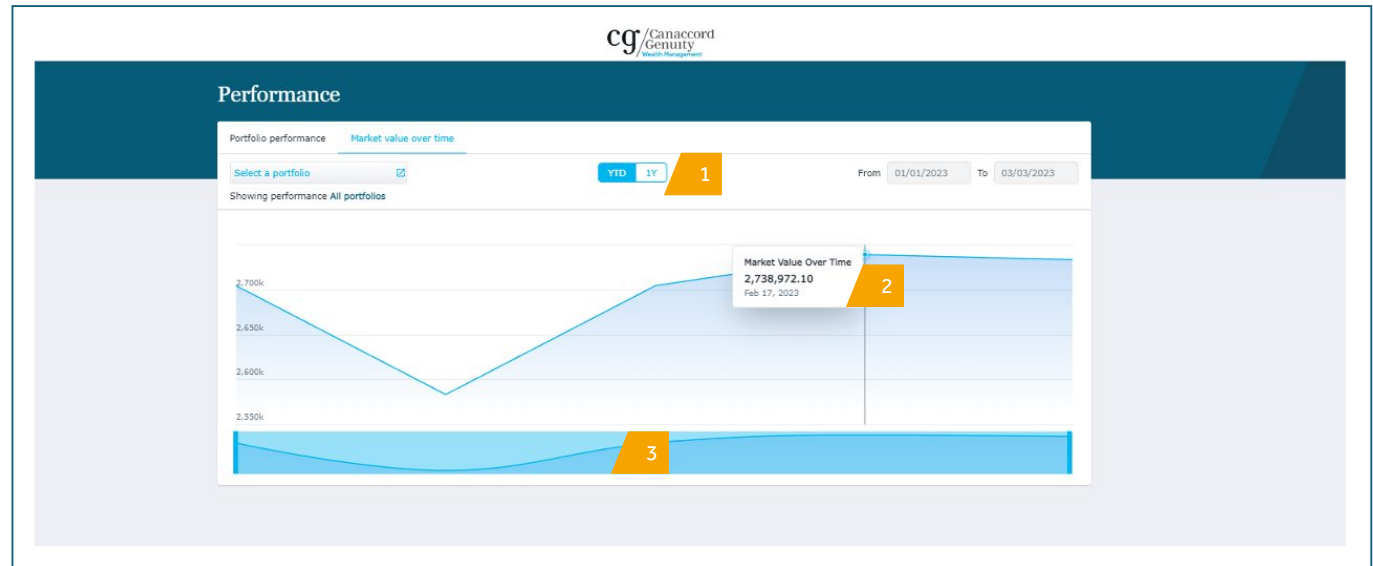 cg/Canaccord
Genuity
Wealth Management
Performance
Portfolio performance Market value over time
Select a portfolio YTD 1Y 1 From 01/01/2023 To 03/03/2023
Showing performance All portfolios
Market Value Over Time
2,738,972.10
Feb 17, 2023
2
2,700k
2,650k
2,600k
2,550k
3